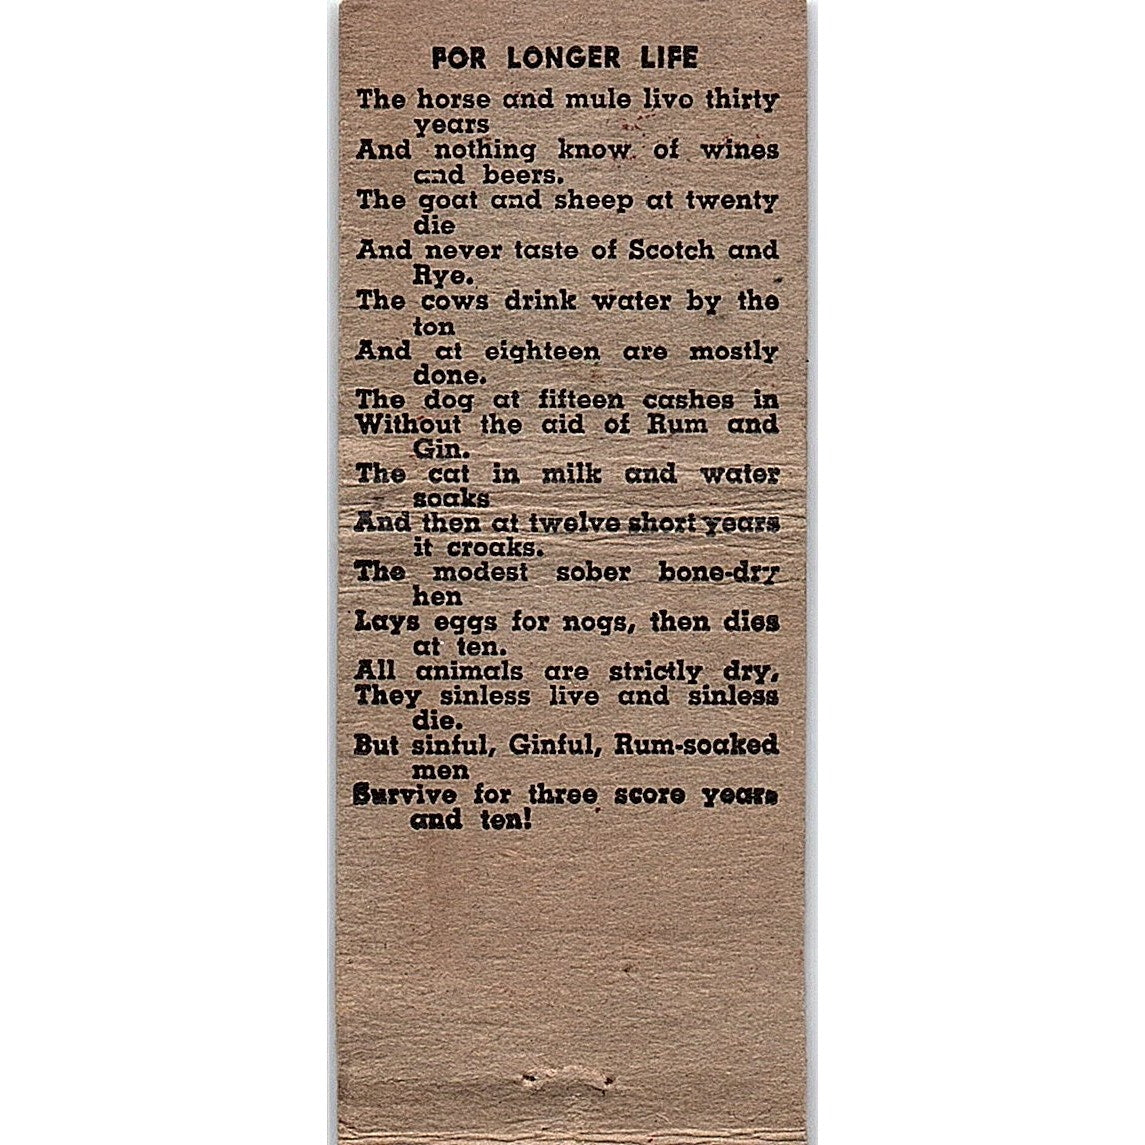 FOR LONGER LIFE
The horse and mule live thirty
years
And nothing know of wines
and beers.
The goat and sheep at twenty
die
And never taste of Scotch and
Rye.
The cows drink water by the
ton
And at eighteen are mostly
done.
The dog at fifteen cashes in
Without the aid of Rum and
Gin.
The cat in milk and water
soaks
And then at twelve short years
it croaks.
The modest sober bone-dry
hen
Lays eggs for nogs, then dies
at ten.
All animals are strictly dry,
They sinless live and sinless
die.
But sinful, Ginful, Rum-soaked
men
Survive for three score years
and ten!